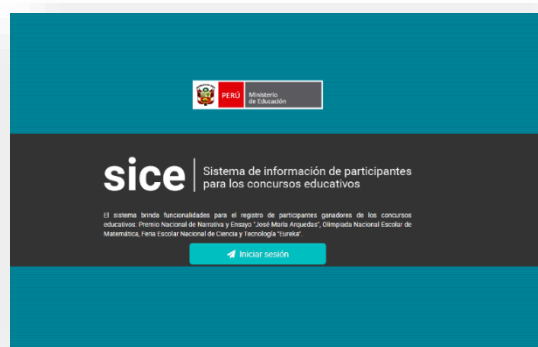 PERÚ
Ministerio
de Educación
sice
Sistema de información de participantes
para los concursos educativos
El sistema brinda funcionalidades para el registro de participantes ganadores de los concursos
educativos: Premio Nacional de Narrativa y Ensayo "José María Arguedas", Olimpiada Nacional Escolar de
Matemática, Feria Escolar Nacional de Ciencia y Tecnología "Eureka".
Iniciar sesión